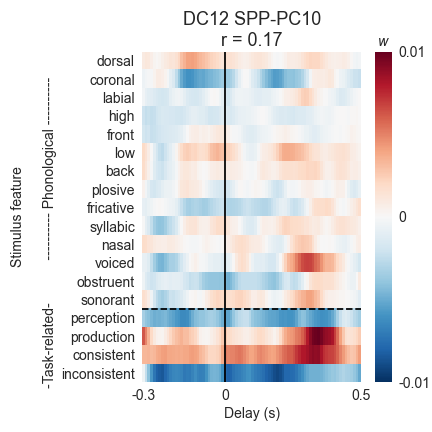 DC12 SPP-PC10
r = 0.17
w
Stimulus feature
---------- Phonological ----------
-Task-related-
dorsal
coronal
labial
high
front
low
back
plosive
fricative
syllabic
nasal
voiced
obstruent
sonorant
perception
production
consistent
inconsistent
0.01
0
-0.01
-0.3
0
0.5
Delay (s)